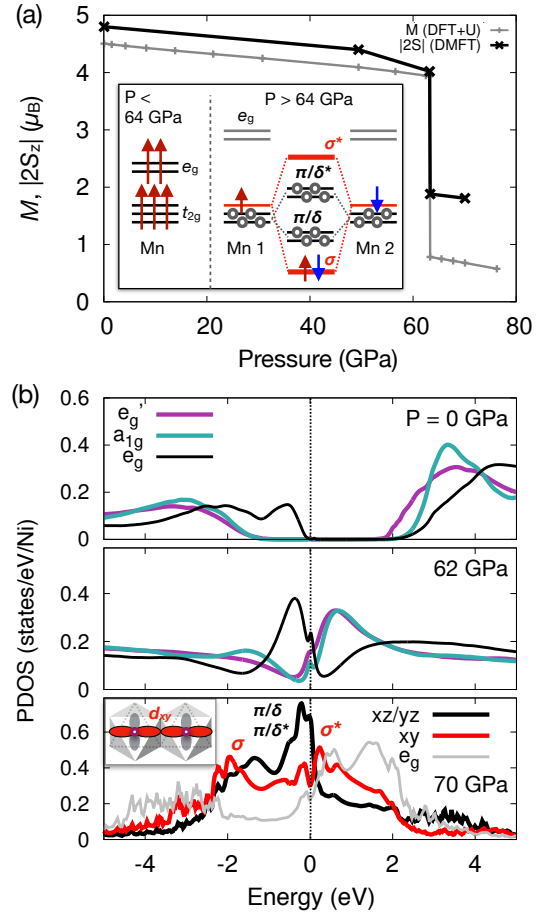 (a)
M (DFT+U)
|2S| (DMFT)
M, |2S_z| (μ_B)
5
4
3
2
1
0
P <
64 GPa
P > 64 GPa
e_g
σ*
π/δ*
e_g
π/δ
t_2g
Mn
Mn 1
Mn 2
σ
0
20
40
60
80
Pressure (GPa)
(b)
PDOS (states/eV/Ni)
0.6
0.4
0.2
0
e_g'
a_1g
e_g
P = 0 GPa
0.4
0.2
0
62 GPa
0.6
0.4
0.2
0
d_xy
π/δ
π/δ*
σ
σ*
xz/yz
xy
e_g
70 GPa
-4
-2
0
2
4
Energy (eV)